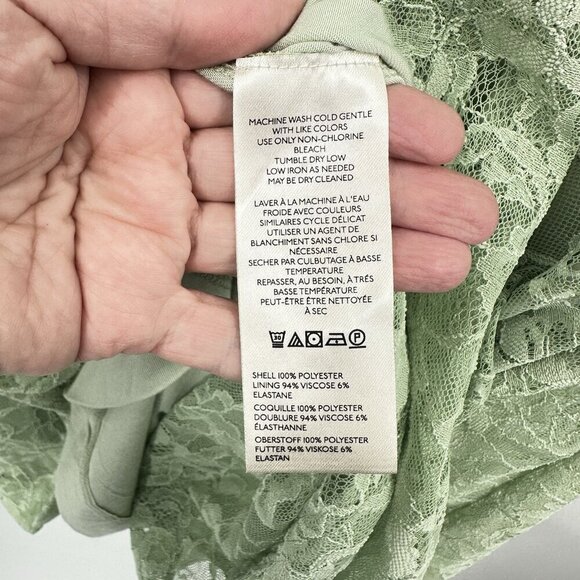 MACHINE WASH COLD GENTLE
WITH LIKE COLORS
USE ONLY NON-CHLORINE
BLEACH
TUMBLE DRY LOW
LOW IRON AS NEEDED
MAY BE DRY CLEANED
LAVER À LA MACHINE À L'EAU
FROIDE AVEC COULEURS
SIMILAIRES CYCLE DÉLICAT
UTILISER UN AGENT DE
BLANCHIMENT SANS CHLORE SI
NÉCESSAIRE
SECHER PAR CULBUTAGE À BASSE
TEMPERATURE
REPASSER, AU BESOIN, À TRÉS
BASSE TEMPÉRATURE
PEUT-ÊTRE ÊTRE NETTOYÉE
À SEC
30 P
SHELL 100% POLYESTER
LINING 94% VISCOSE 6%
ELASTANE
COQUILLE 100% POLYESTER
DOUBLURE 94% VISCOSE 6%
ÉLASTHANNE
OBERSTOFF 100% POLYESTER
FUTTER 94% VISKOSE 6%
ELASTAN